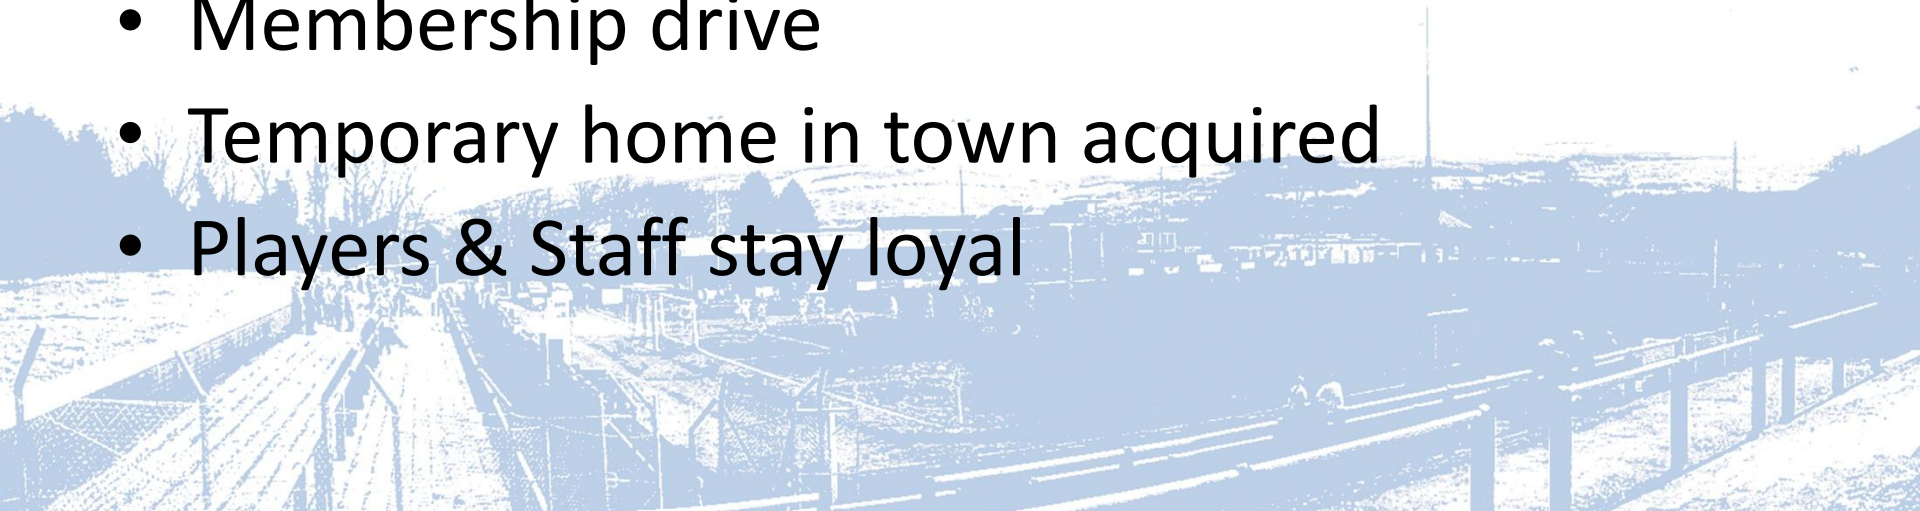 • Membership drive
• Temporary home in town acquired
• Players & Staff stay loyal